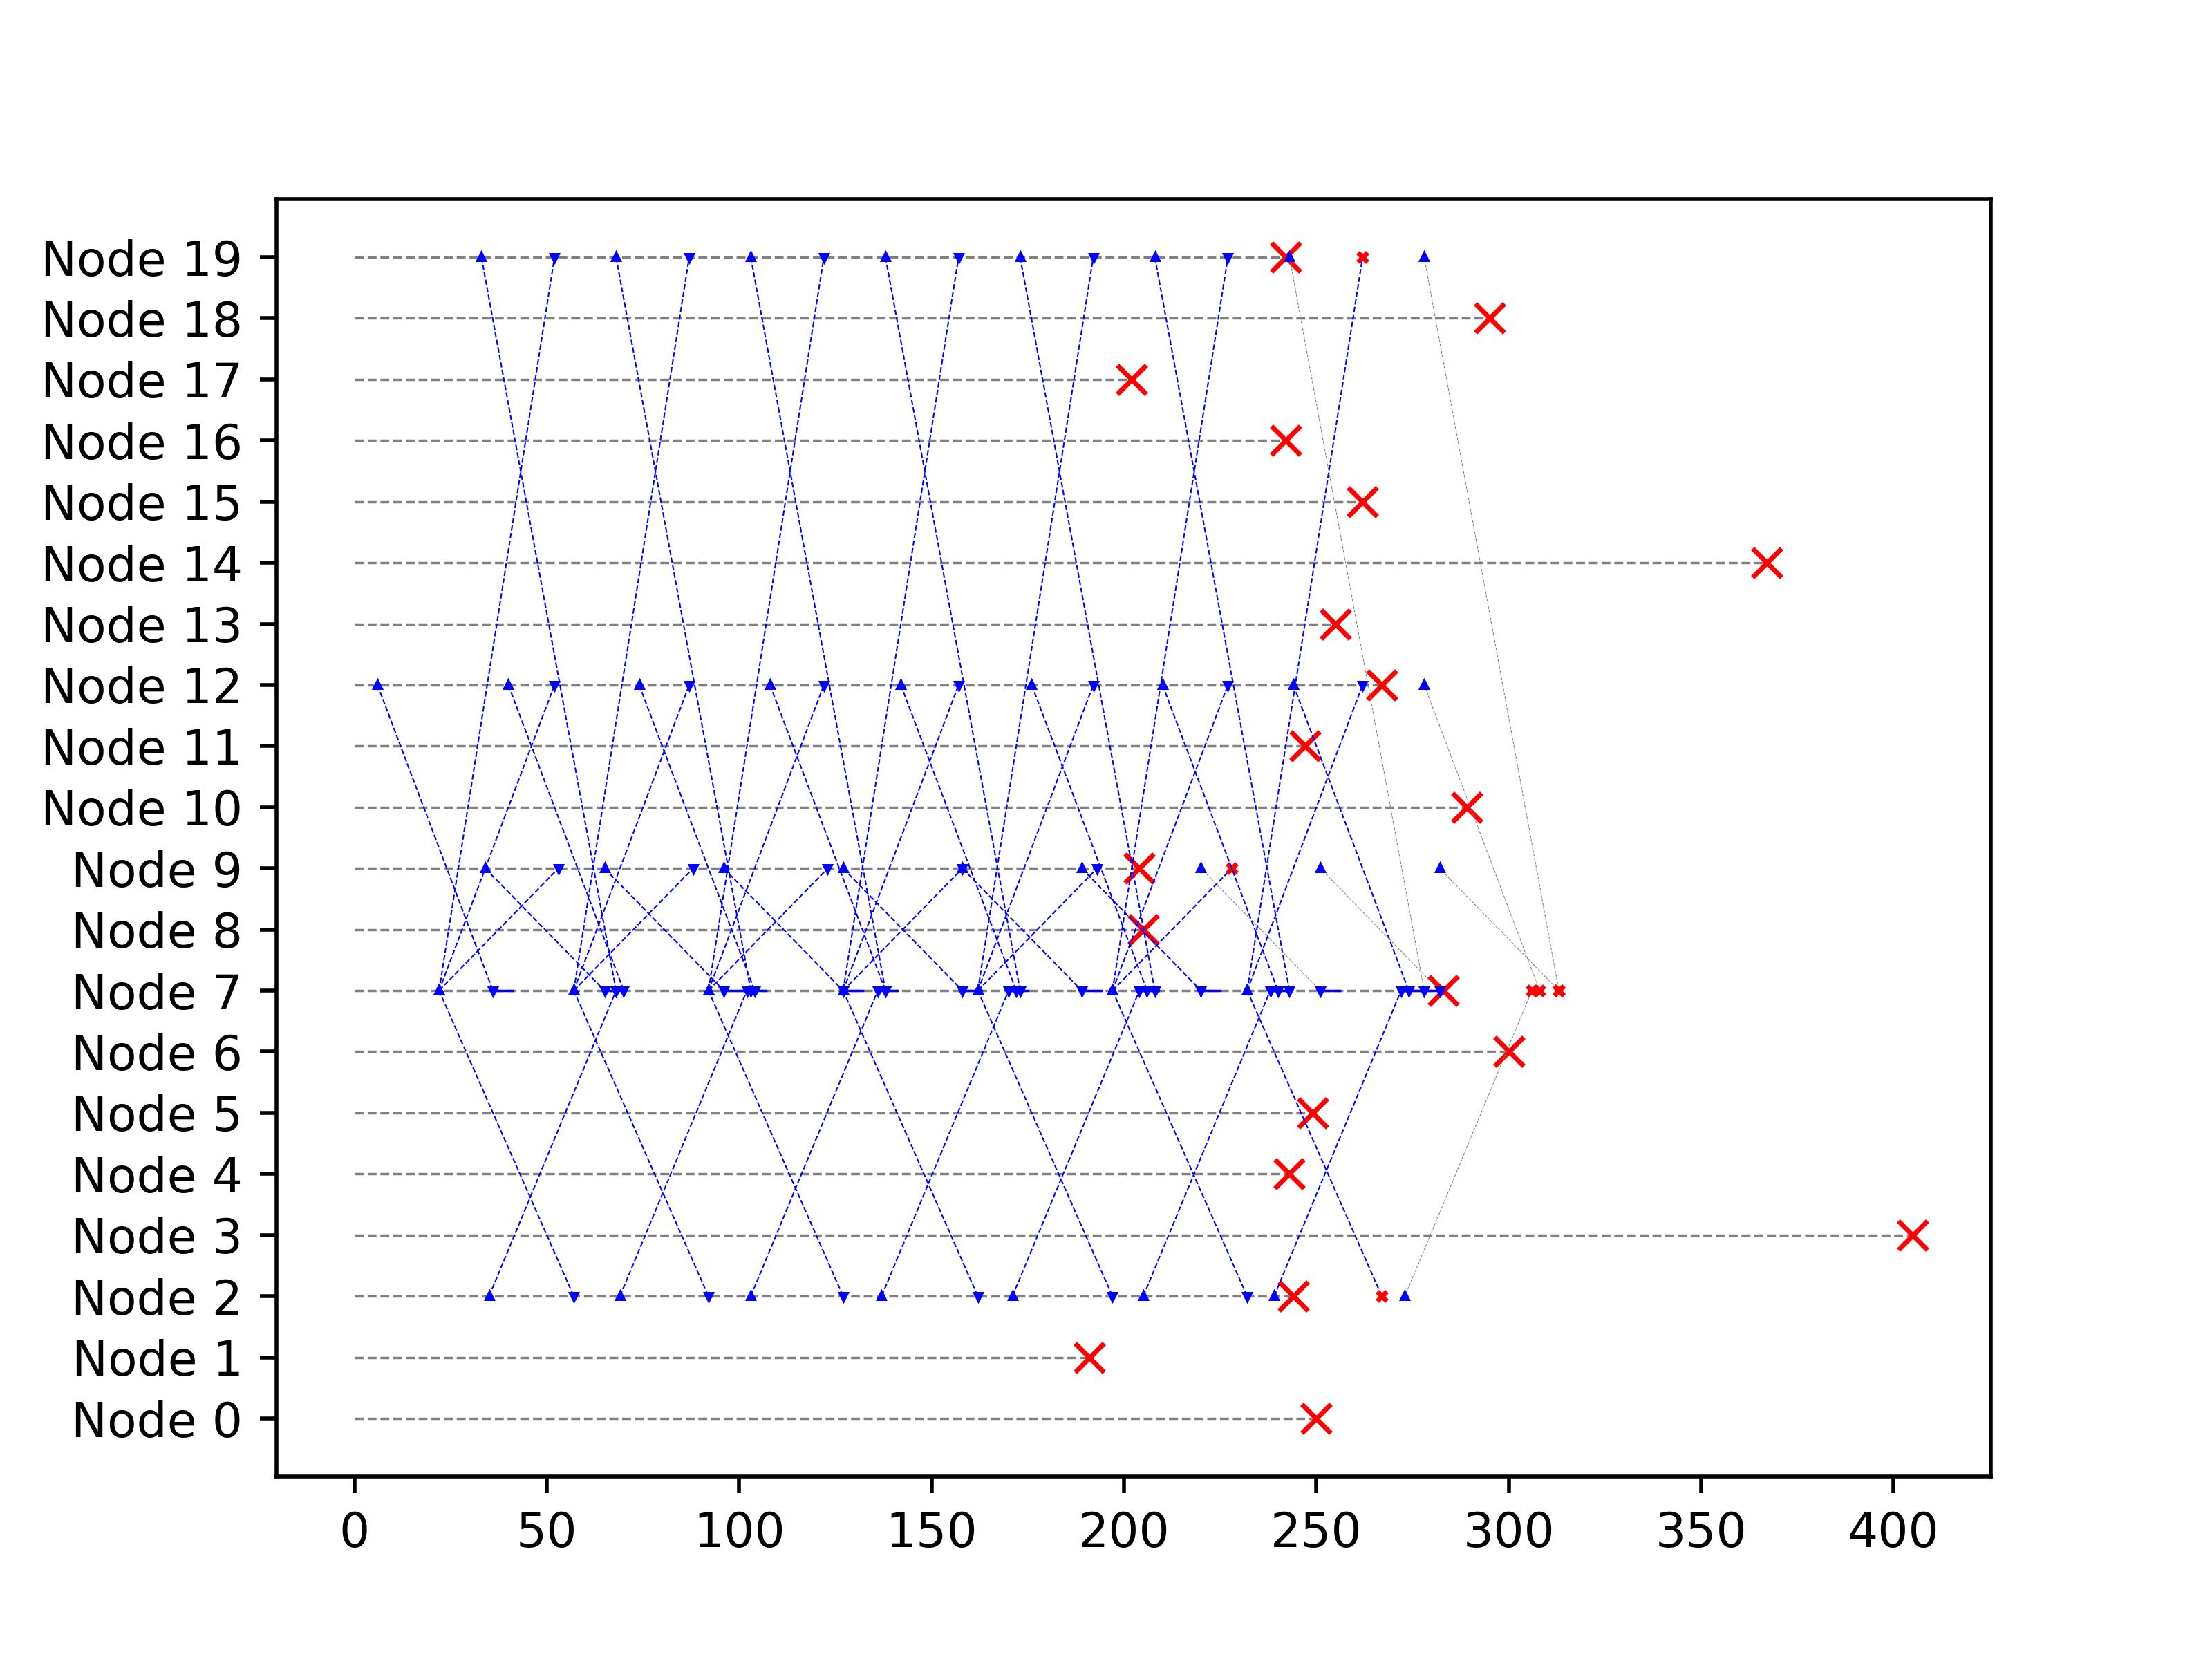 Node 19
Node 18
Node 17
Node 16
Node 15
Node 14
Node 13
Node 12
Node 11
Node 10
Node 9
Node 8
Node 7
Node 6
Node 5
Node 4
Node 3
Node 2
Node 1
Node 0
0 50 100 150 200 250 300 350 400